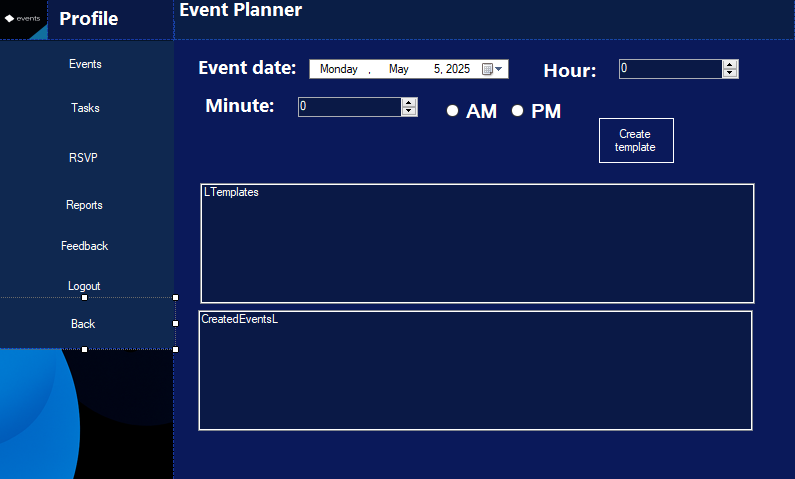 events
Profile
Event Planner
Events
Tasks
RSVP
Reports
Feedback
Logout
Back
Event date:
Monday , May 5, 2025
Hour:
0
Minute:
0
AM
PM
Create
template
LTemplates
CreatedEventsL